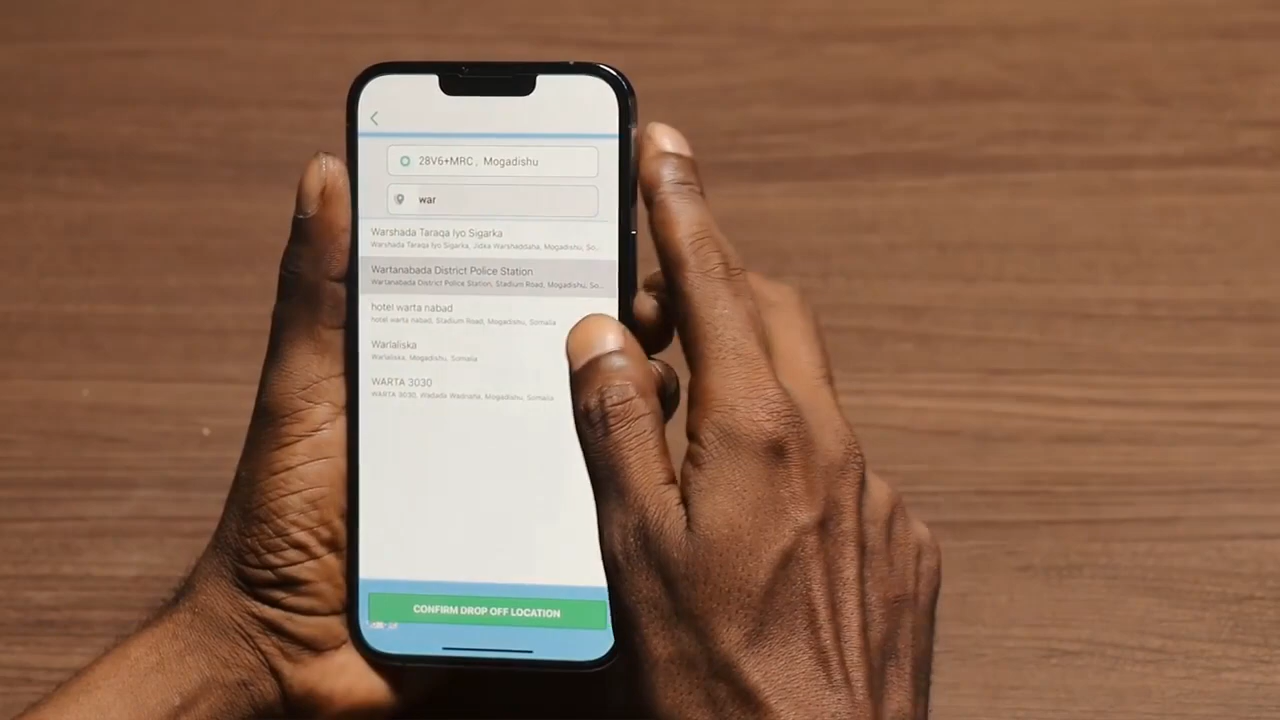 28V6+MRC, Mogadishu
war
Warshada Taraqa Iyo Sigarka
Warshada Taraqa Iyo Sigarka, Jidka Warshaddaha, Mogadishu, So...
Wartanabada District Police Station
Wartanabada District Police Station, Stadium Road, Mogadishu, So...
hotel warta nabad
hotel warta nabad, Stadium Road, Mogadishu, Somalia
Warlaliska
Warlaliska, Mogadishu, Somalia
WARTA 3030
WARTA 3030, Wadada Wadnaha, Mogadishu, Somalia
CONFIRM DROP OFF LOCATION